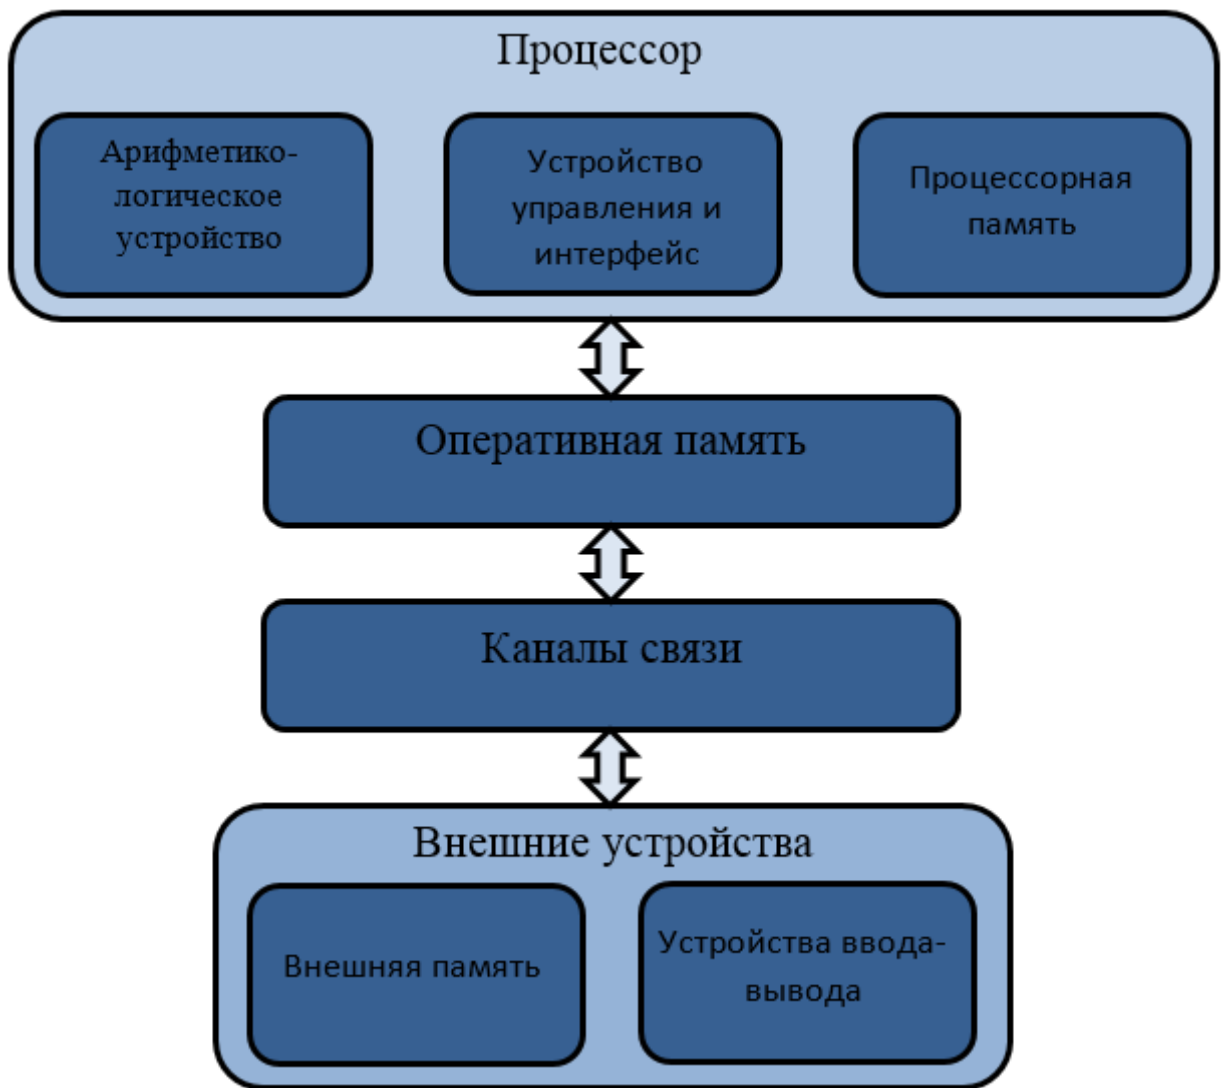 Процессор
Арифметико-
логическое
устройство
Устройство
управления и
интерфейс
Процессорная
память
Оперативная память
Каналы связи
Внешние устройства
Внешняя память
Устройства ввода-
вывода